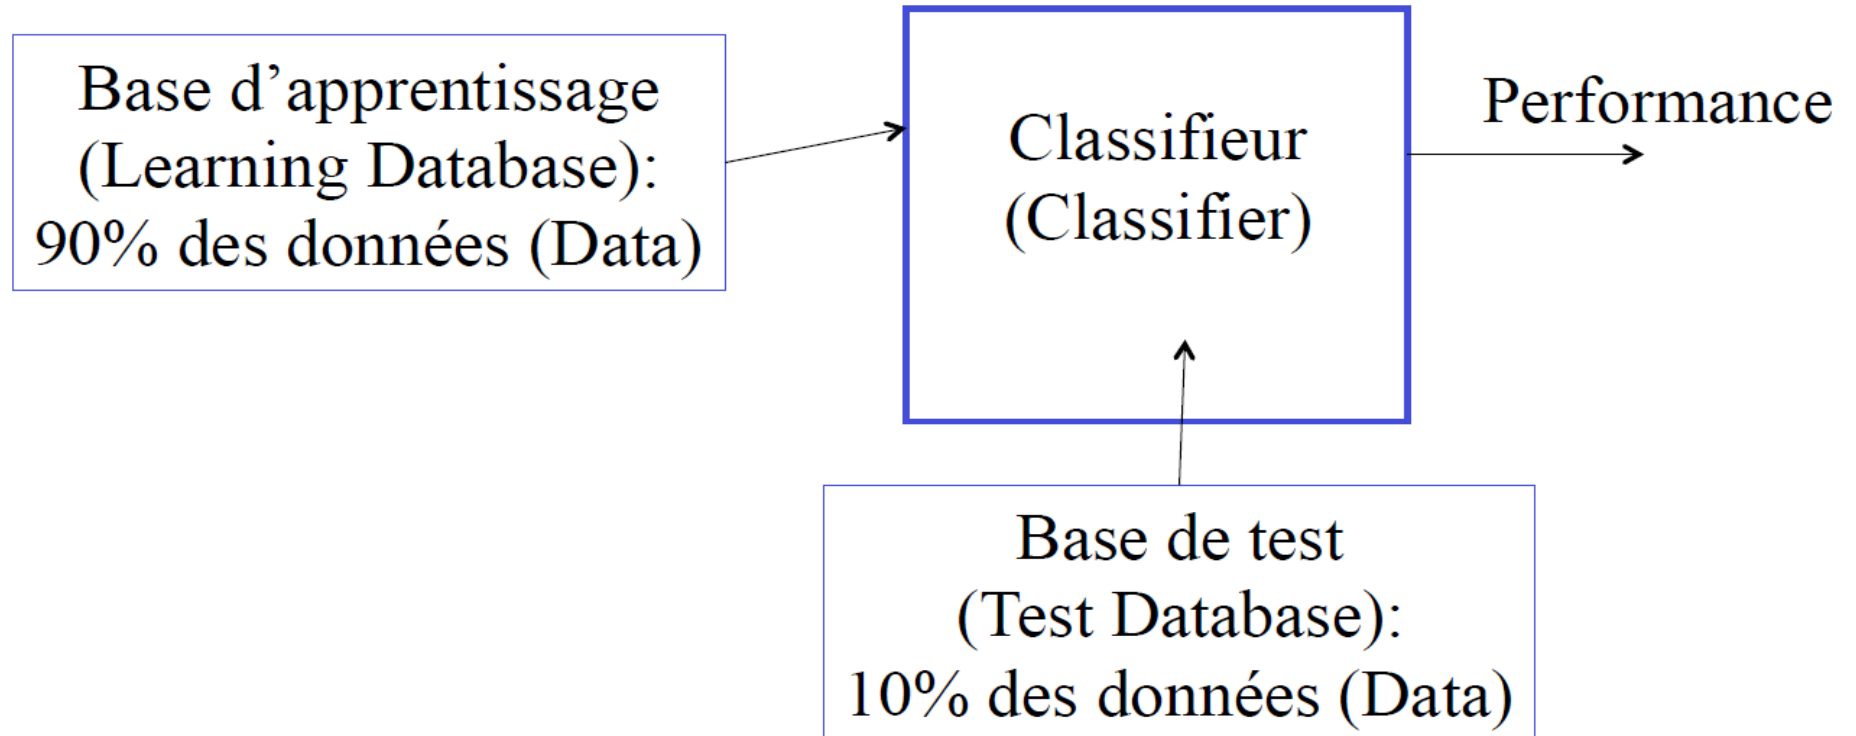 Base d’apprentissage
(Learning Database):
90% des données (Data)
Classifieur
(Classifier)
Performance
Base de test
(Test Database):
10% des données (Data)